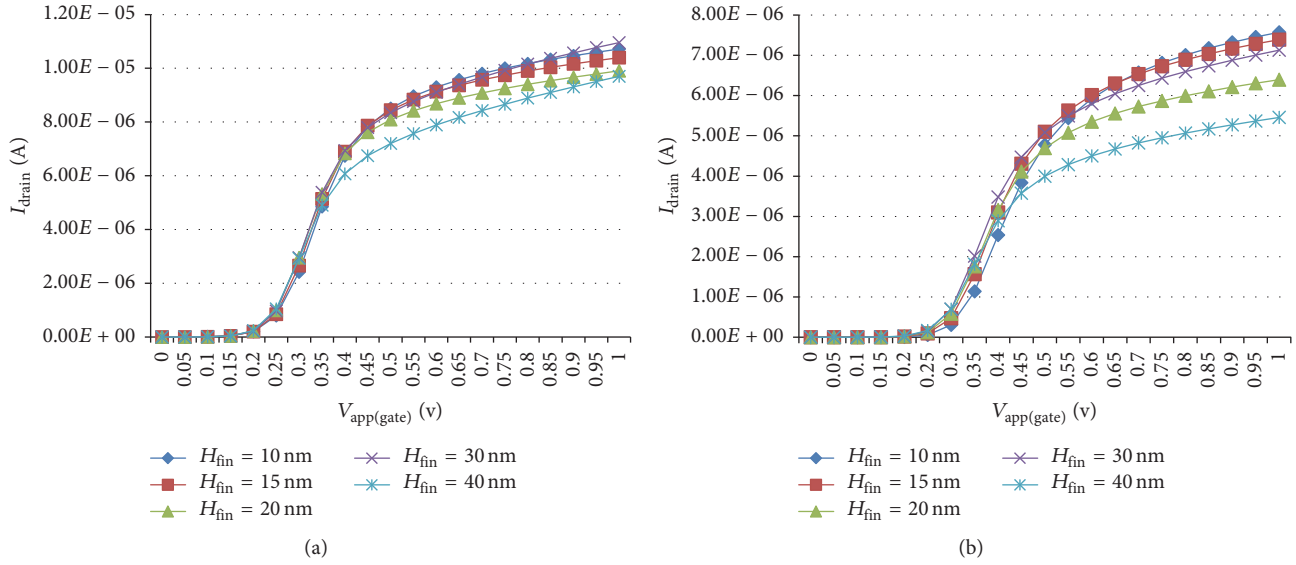 1.20E − 05
1.00E − 05
8.00E − 06
6.00E − 06
4.00E − 06
2.00E − 06
0.00E + 00
I_drain (A)
0 0.05 0.1 0.15 0.2 0.25 0.3 0.35 0.4 0.45 0.5 0.55 0.6 0.65 0.7 0.75 0.8 0.85 0.9 0.95 1
V_app(gate) (v)
H_fin = 10 nm
H_fin = 15 nm
H_fin = 20 nm
H_fin = 30 nm
H_fin = 40 nm
(a)
8.00E − 06
7.00E − 06
6.00E − 06
5.00E − 06
4.00E − 06
3.00E − 06
2.00E − 06
1.00E − 06
0.00E + 00
I_drain (A)
0 0.05 0.1 0.15 0.2 0.25 0.3 0.35 0.4 0.45 0.5 0.55 0.6 0.65 0.7 0.75 0.8 0.85 0.9 0.95 1
V_app(gate) (v)
H_fin = 10 nm
H_fin = 15 nm
H_fin = 20 nm
H_fin = 30 nm
H_fin = 40 nm
(b)